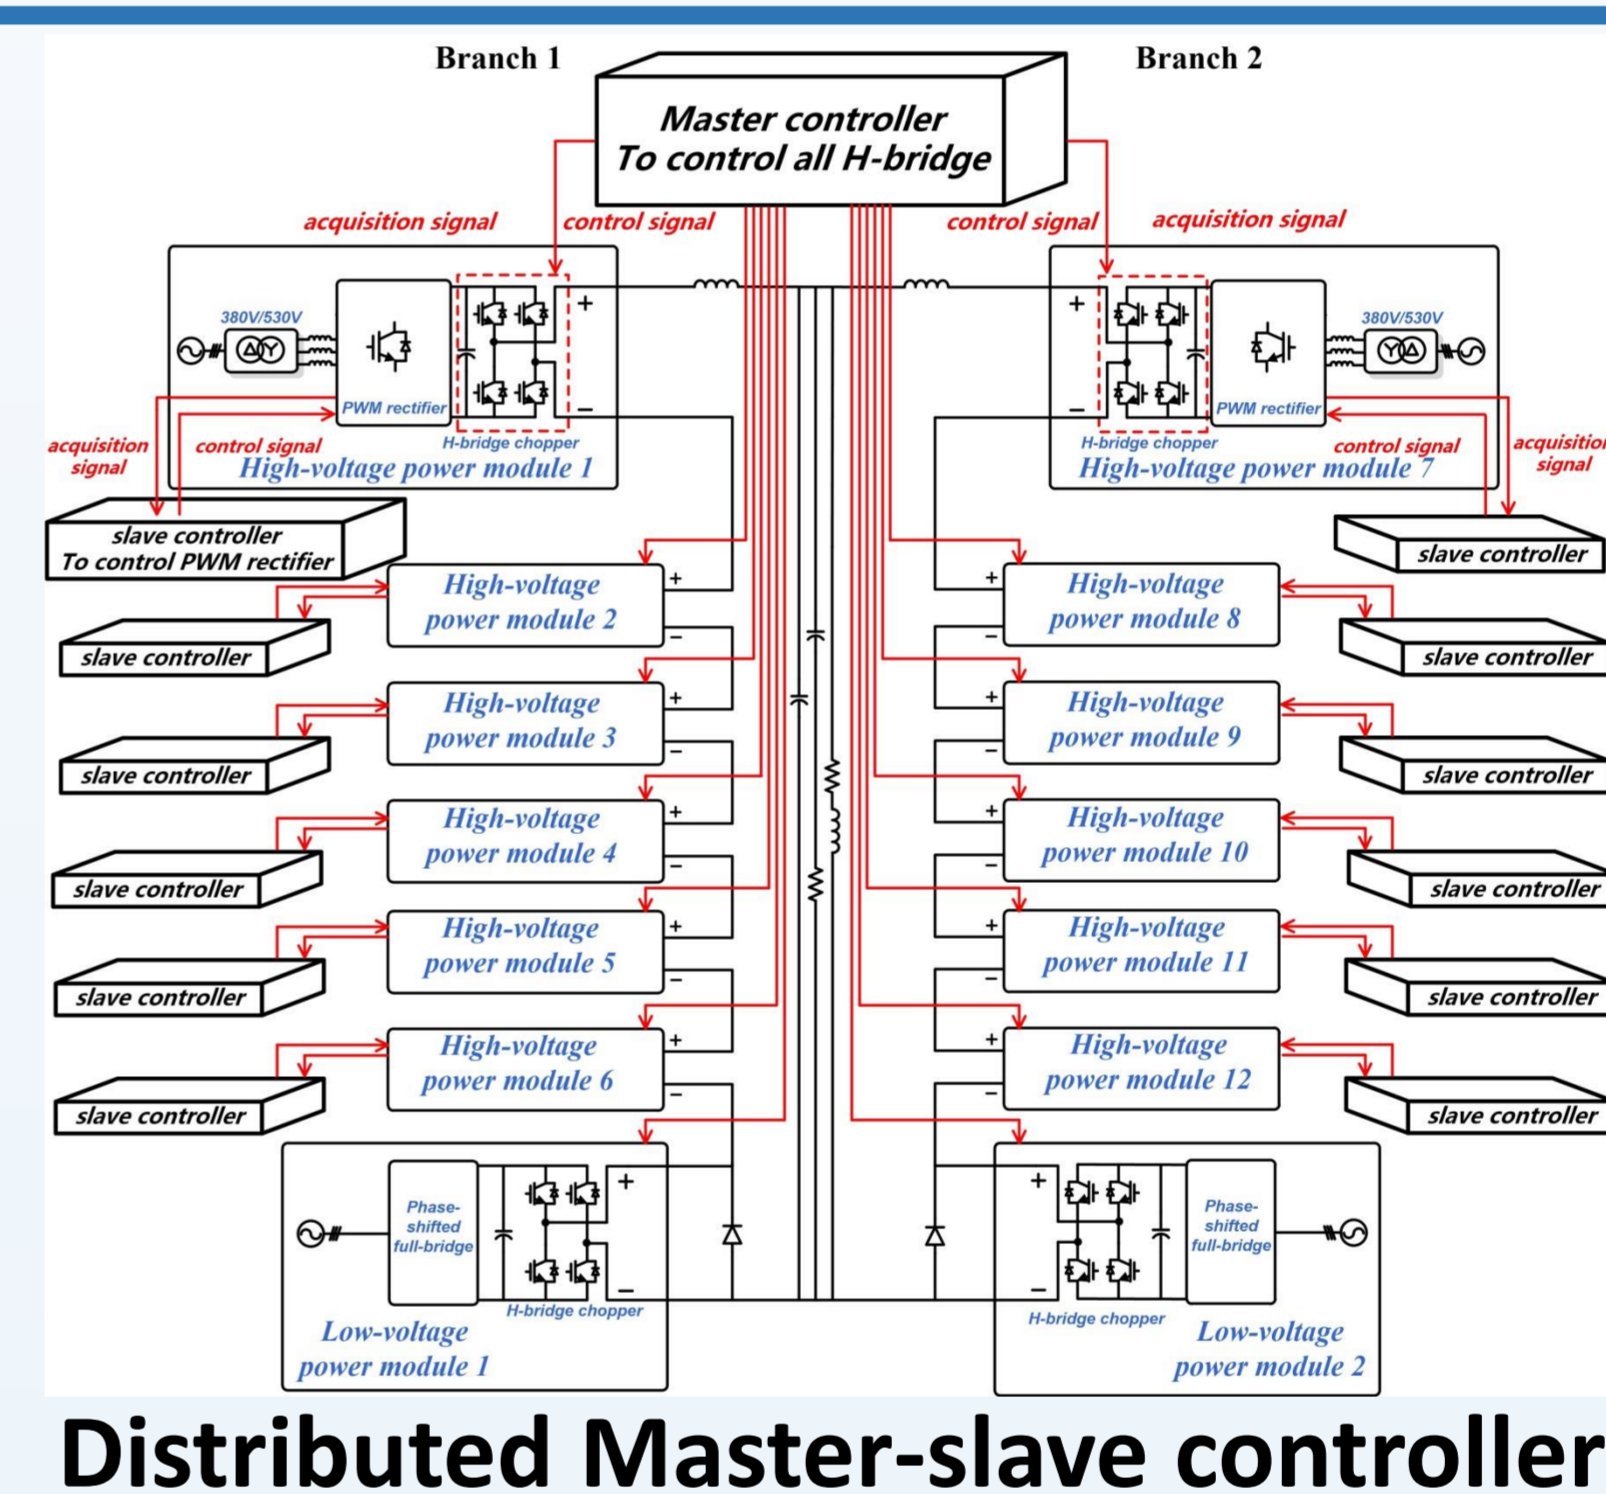 Branch 1
Branch 2
Master controller
To control all H-bridge
acquisition signal
control signal
control signal
acquisition signal
380V/530V
PWM rectifier
H-bridge chopper
High-voltage power module 1
+
−
380V/530V
PWM rectifier
H-bridge chopper
High-voltage power module 7
+
−
acquisition
signal
control signal
control signal
acquisition
signal
slave controller
To control PWM rectifier
slave controller
High-voltage
power module 2
+
−
High-voltage
power module 8
+
−
slave controller
slave controller
High-voltage
power module 3
+
−
High-voltage
power module 9
+
−
slave controller
slave controller
High-voltage
power module 4
+
−
High-voltage
power module 10
+
−
slave controller
slave controller
High-voltage
power module 5
+
−
High-voltage
power module 11
+
−
slave controller
slave controller
High-voltage
power module 6
+
−
High-voltage
power module 12
+
−
slave controller
slave controller
Phase-
shifted
full-bridge
+
−
H-bridge chopper
Low-voltage
power module 1
+
−
Phase-
shifted
full-bridge
H-bridge chopper
Low-voltage
power module 2
Distributed Master-slave controller